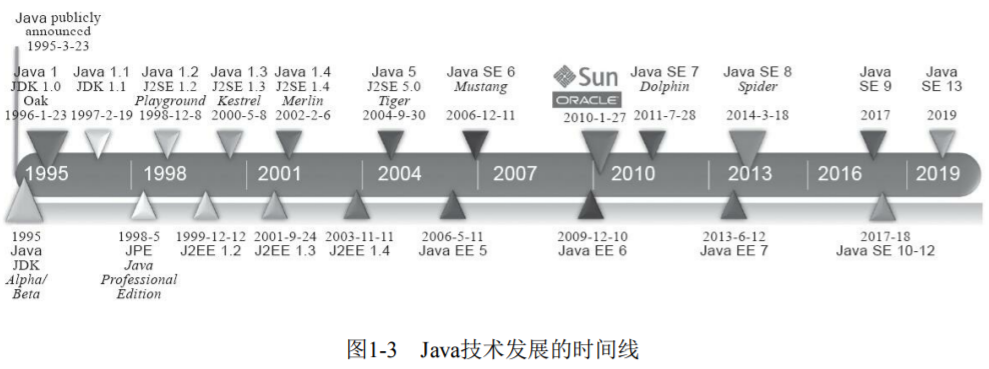 Java publicly
announced
1995-3-23
Java 1
JDK 1.0
Oak
1996-1-23
Java 1.1
JDK 1.1
1997-2-19
Java 1.2
J2SE 1.2
Playground
1998-12-8
Java 1.3
J2SE 1.3
Kestrel
2000-5-8
Java 1.4
J2SE 1.4
Merlin
2002-2-6
Java 5
J2SE 5.0
Tiger
2004-9-30
Java SE 6
Mustang
2006-12-11
Sun
ORACLE
2010-1-27
Java SE 7
Dolphin
2011-7-28
Java SE 8
Spider
2014-3-18
Java
SE 9
2017
Java
SE 13
2019
1995
1998
2001
2004
2007
2010
2013
2016
2019
1995
Java
JDK
Alpha/
Beta
1998-5
JPE
Java
Professional
Edition
1999-12-12
J2EE 1.2
2001-9-24
J2EE 1.3
2003-11-11
J2EE 1.4
2006-5-11
Java EE 5
2009-12-10
Java EE 6
2013-6-12
Java EE 7
2017-18
Java SE 10-12
图1-3 Java技术发展的时间线